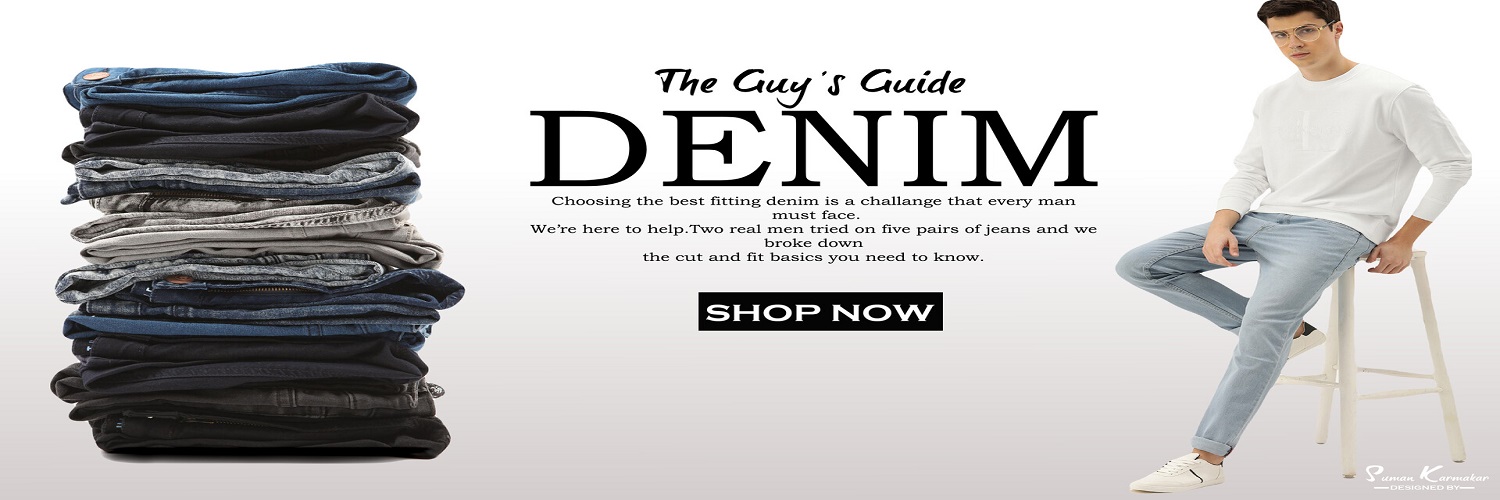 The Guy's Guide
DENIM
Choosing the best fitting denim is a challange that every man
must face.
We're here to help.Two real men tried on five pairs of jeans and we
broke down
the cut and fit basics you need to know.
SHOP NOW
Suman Karmakar
DESIGNED BY